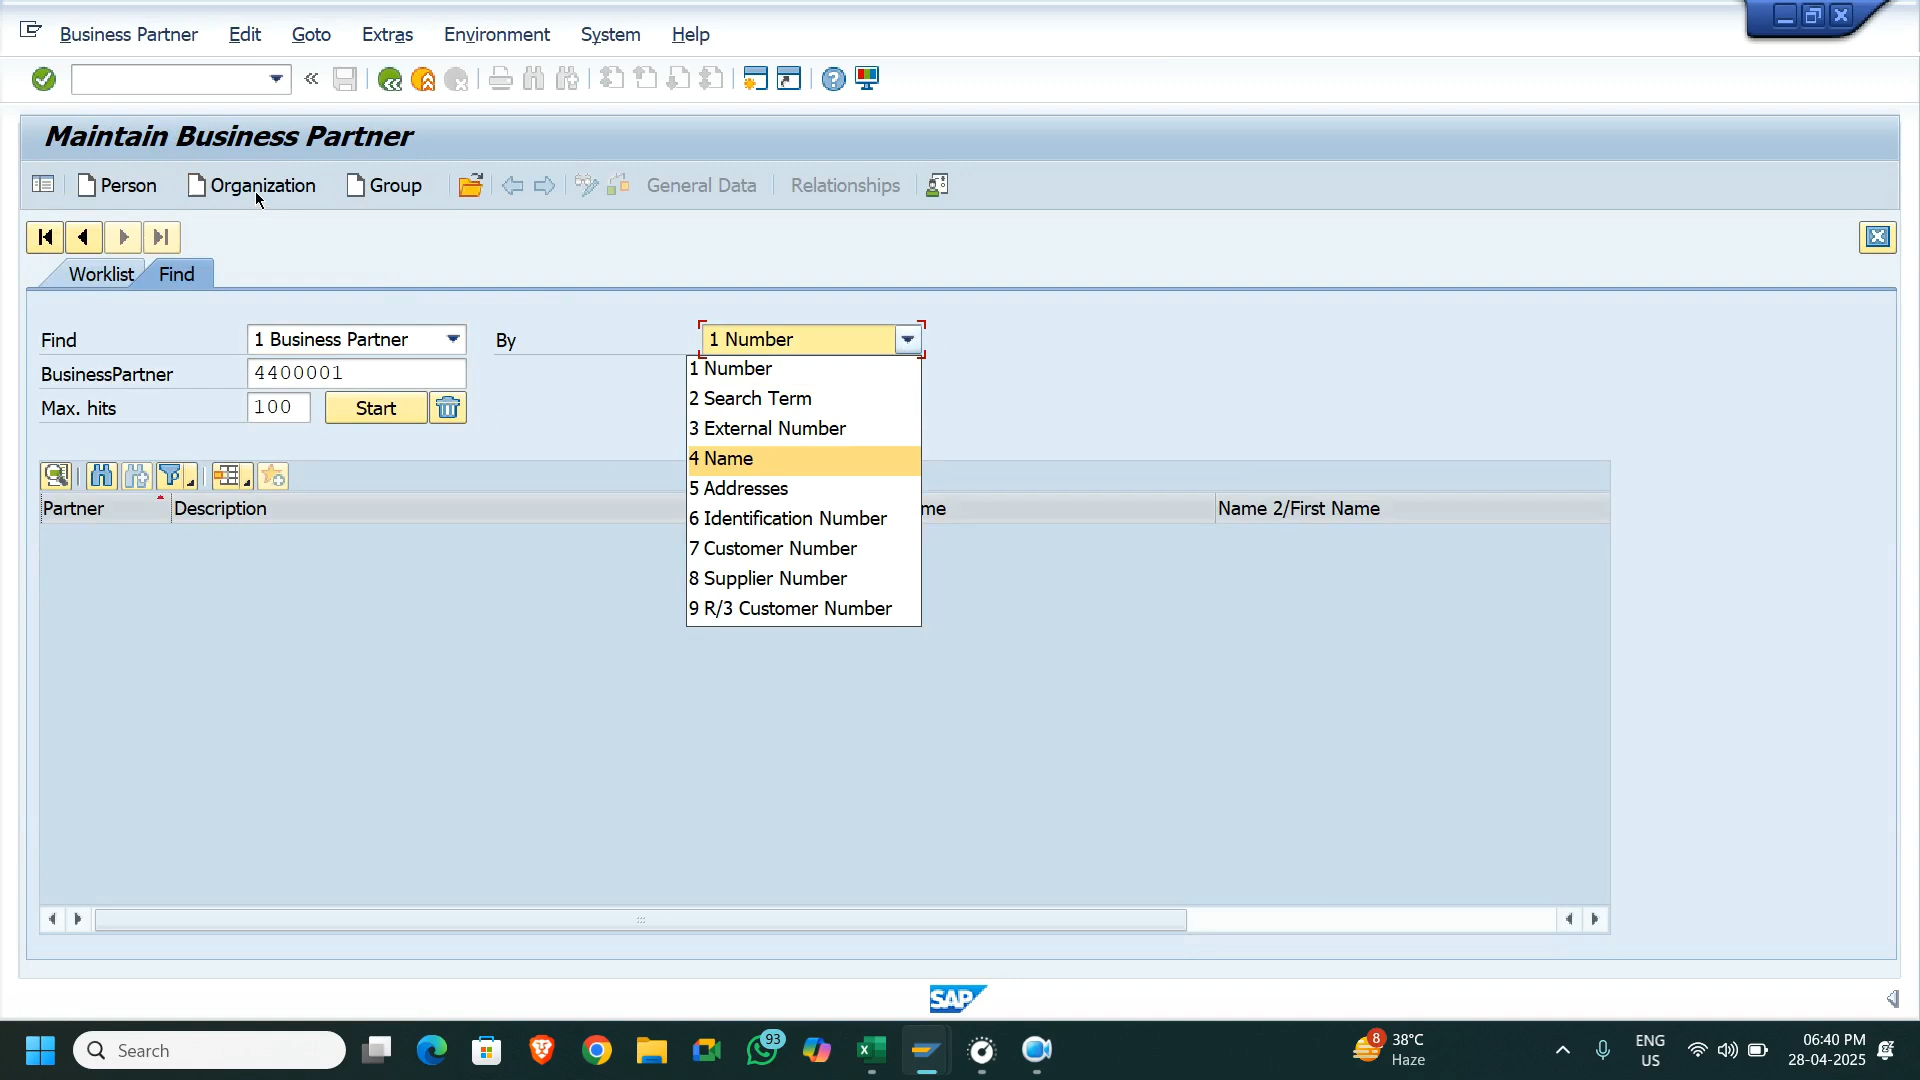 Business Partner Edit Goto Extras Environment System Help
Maintain Business Partner
Person Organization Group General Data Relationships
Worklist Find
Find 1 Business Partner By 1 Number
BusinessPartner 4400001
Max. hits 100 Start
1 Number
2 Search Term
3 External Number
4 Name
5 Addresses
6 Identification Number
7 Customer Number
8 Supplier Number
9 R/3 Customer Number
Partner Description me Name 2/First Name
SAP
Search 93 8 38°C Haze ENG US 06:40 PM 28-04-2025